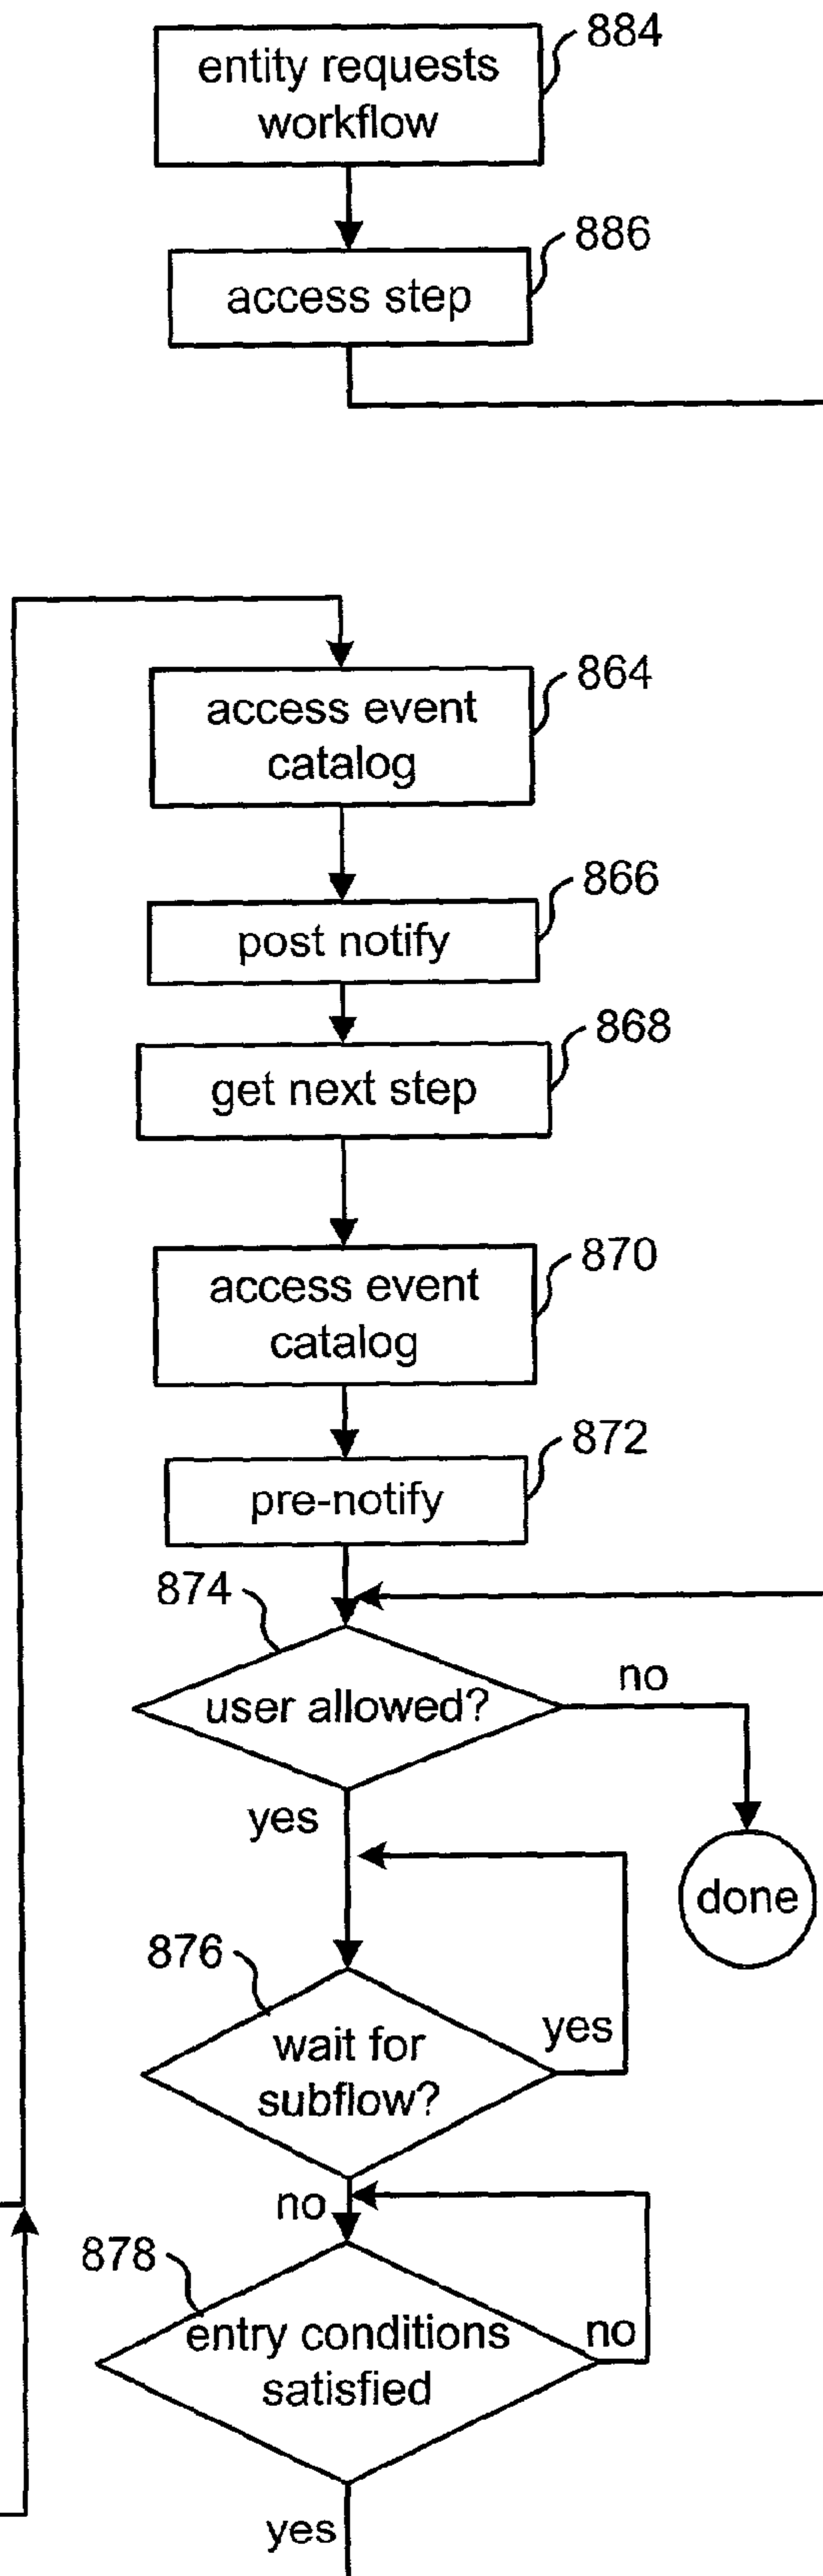 884
entity requests
workflow
886
access step
864
access event
catalog
866
post notify
868
get next step
870
access event
catalog
872
pre-notify
874
user allowed?
no
yes
done
876
wait for
subflow?
yes
no
878
entry conditions
satisfied
no
yes